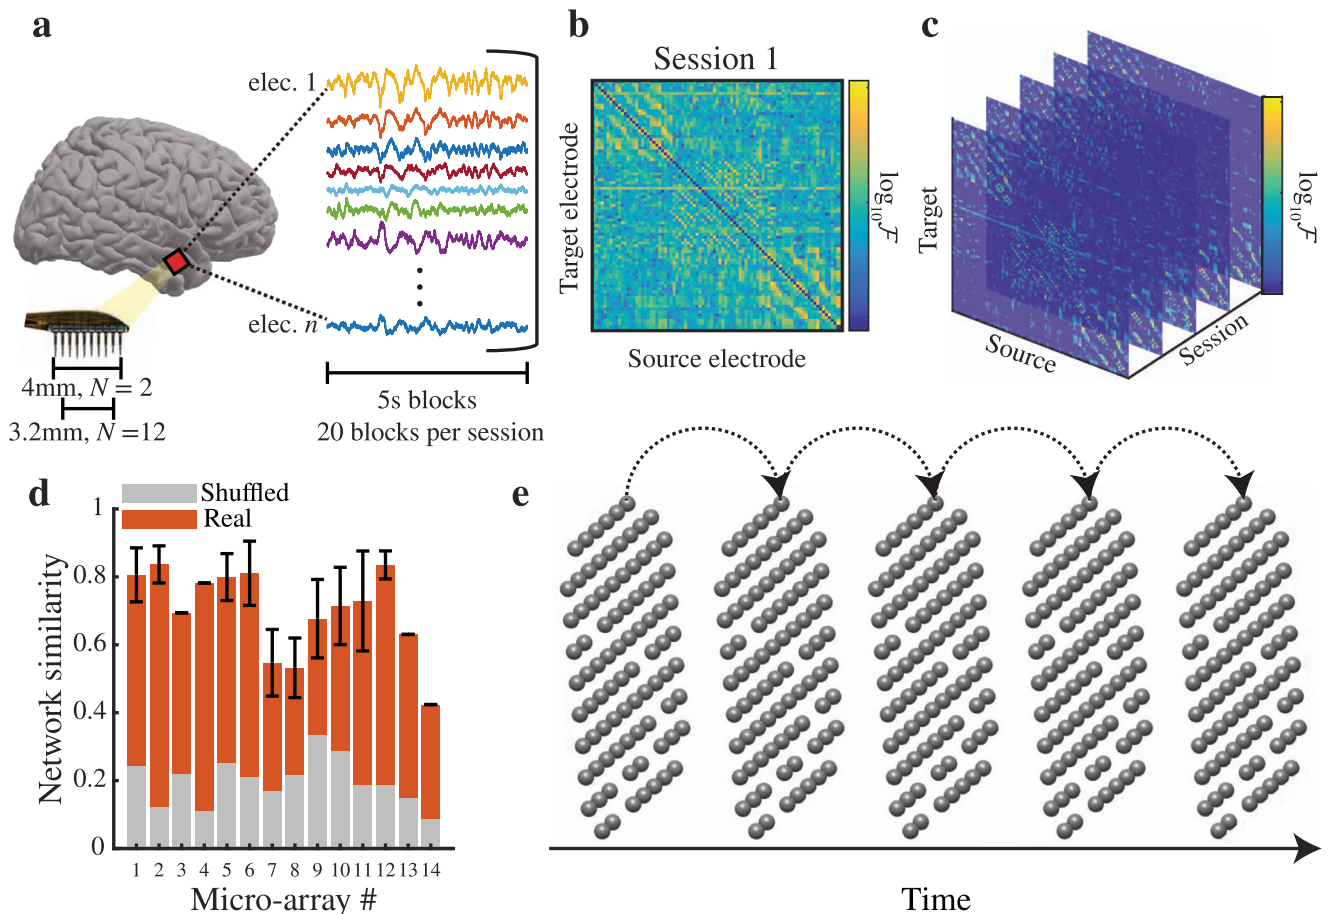 a
elec. 1
elec. n
4mm, N = 2
3.2mm, N =12
5s blocks
20 blocks per session
b
Session 1
Target electrode
Source electrode
log₁₀ℱ
c
Target
Source
Session
log₁₀ℱ
d
Shuffled
Real
Network similarity
1
0.8
0.6
0.4
0.2
0
1 2 3 4 5 6 7 8 9 10 11 12 13 14
Micro-array #
e
Time